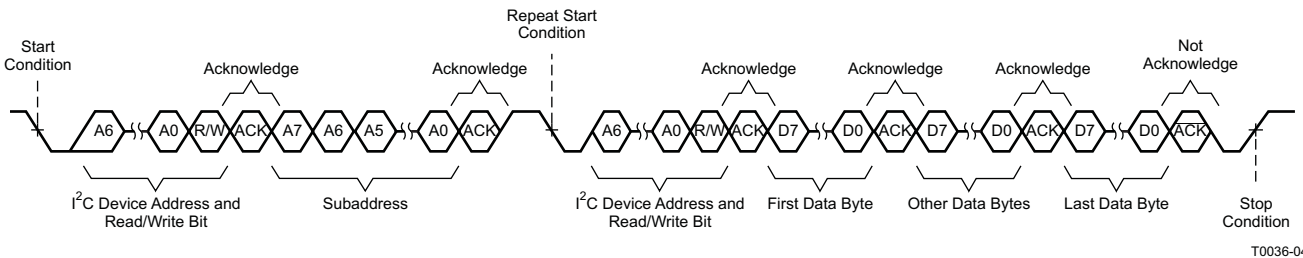 Repeat Start
Condition
Start
Condition
Not
Acknowledge
Acknowledge
Acknowledge
Acknowledge
Acknowledge
Acknowledge
A6 A0 R/W ACK A7 A6 A5 A0 ACK A6 A0 R/W ACK D7 D0 ACK D7 D0 ACK D7 D0 ACK
I²C Device Address and
Read/Write Bit
Subaddress
I²C Device Address and
Read/Write Bit
First Data Byte
Other Data Bytes
Last Data Byte
Stop
Condition
T0036-04